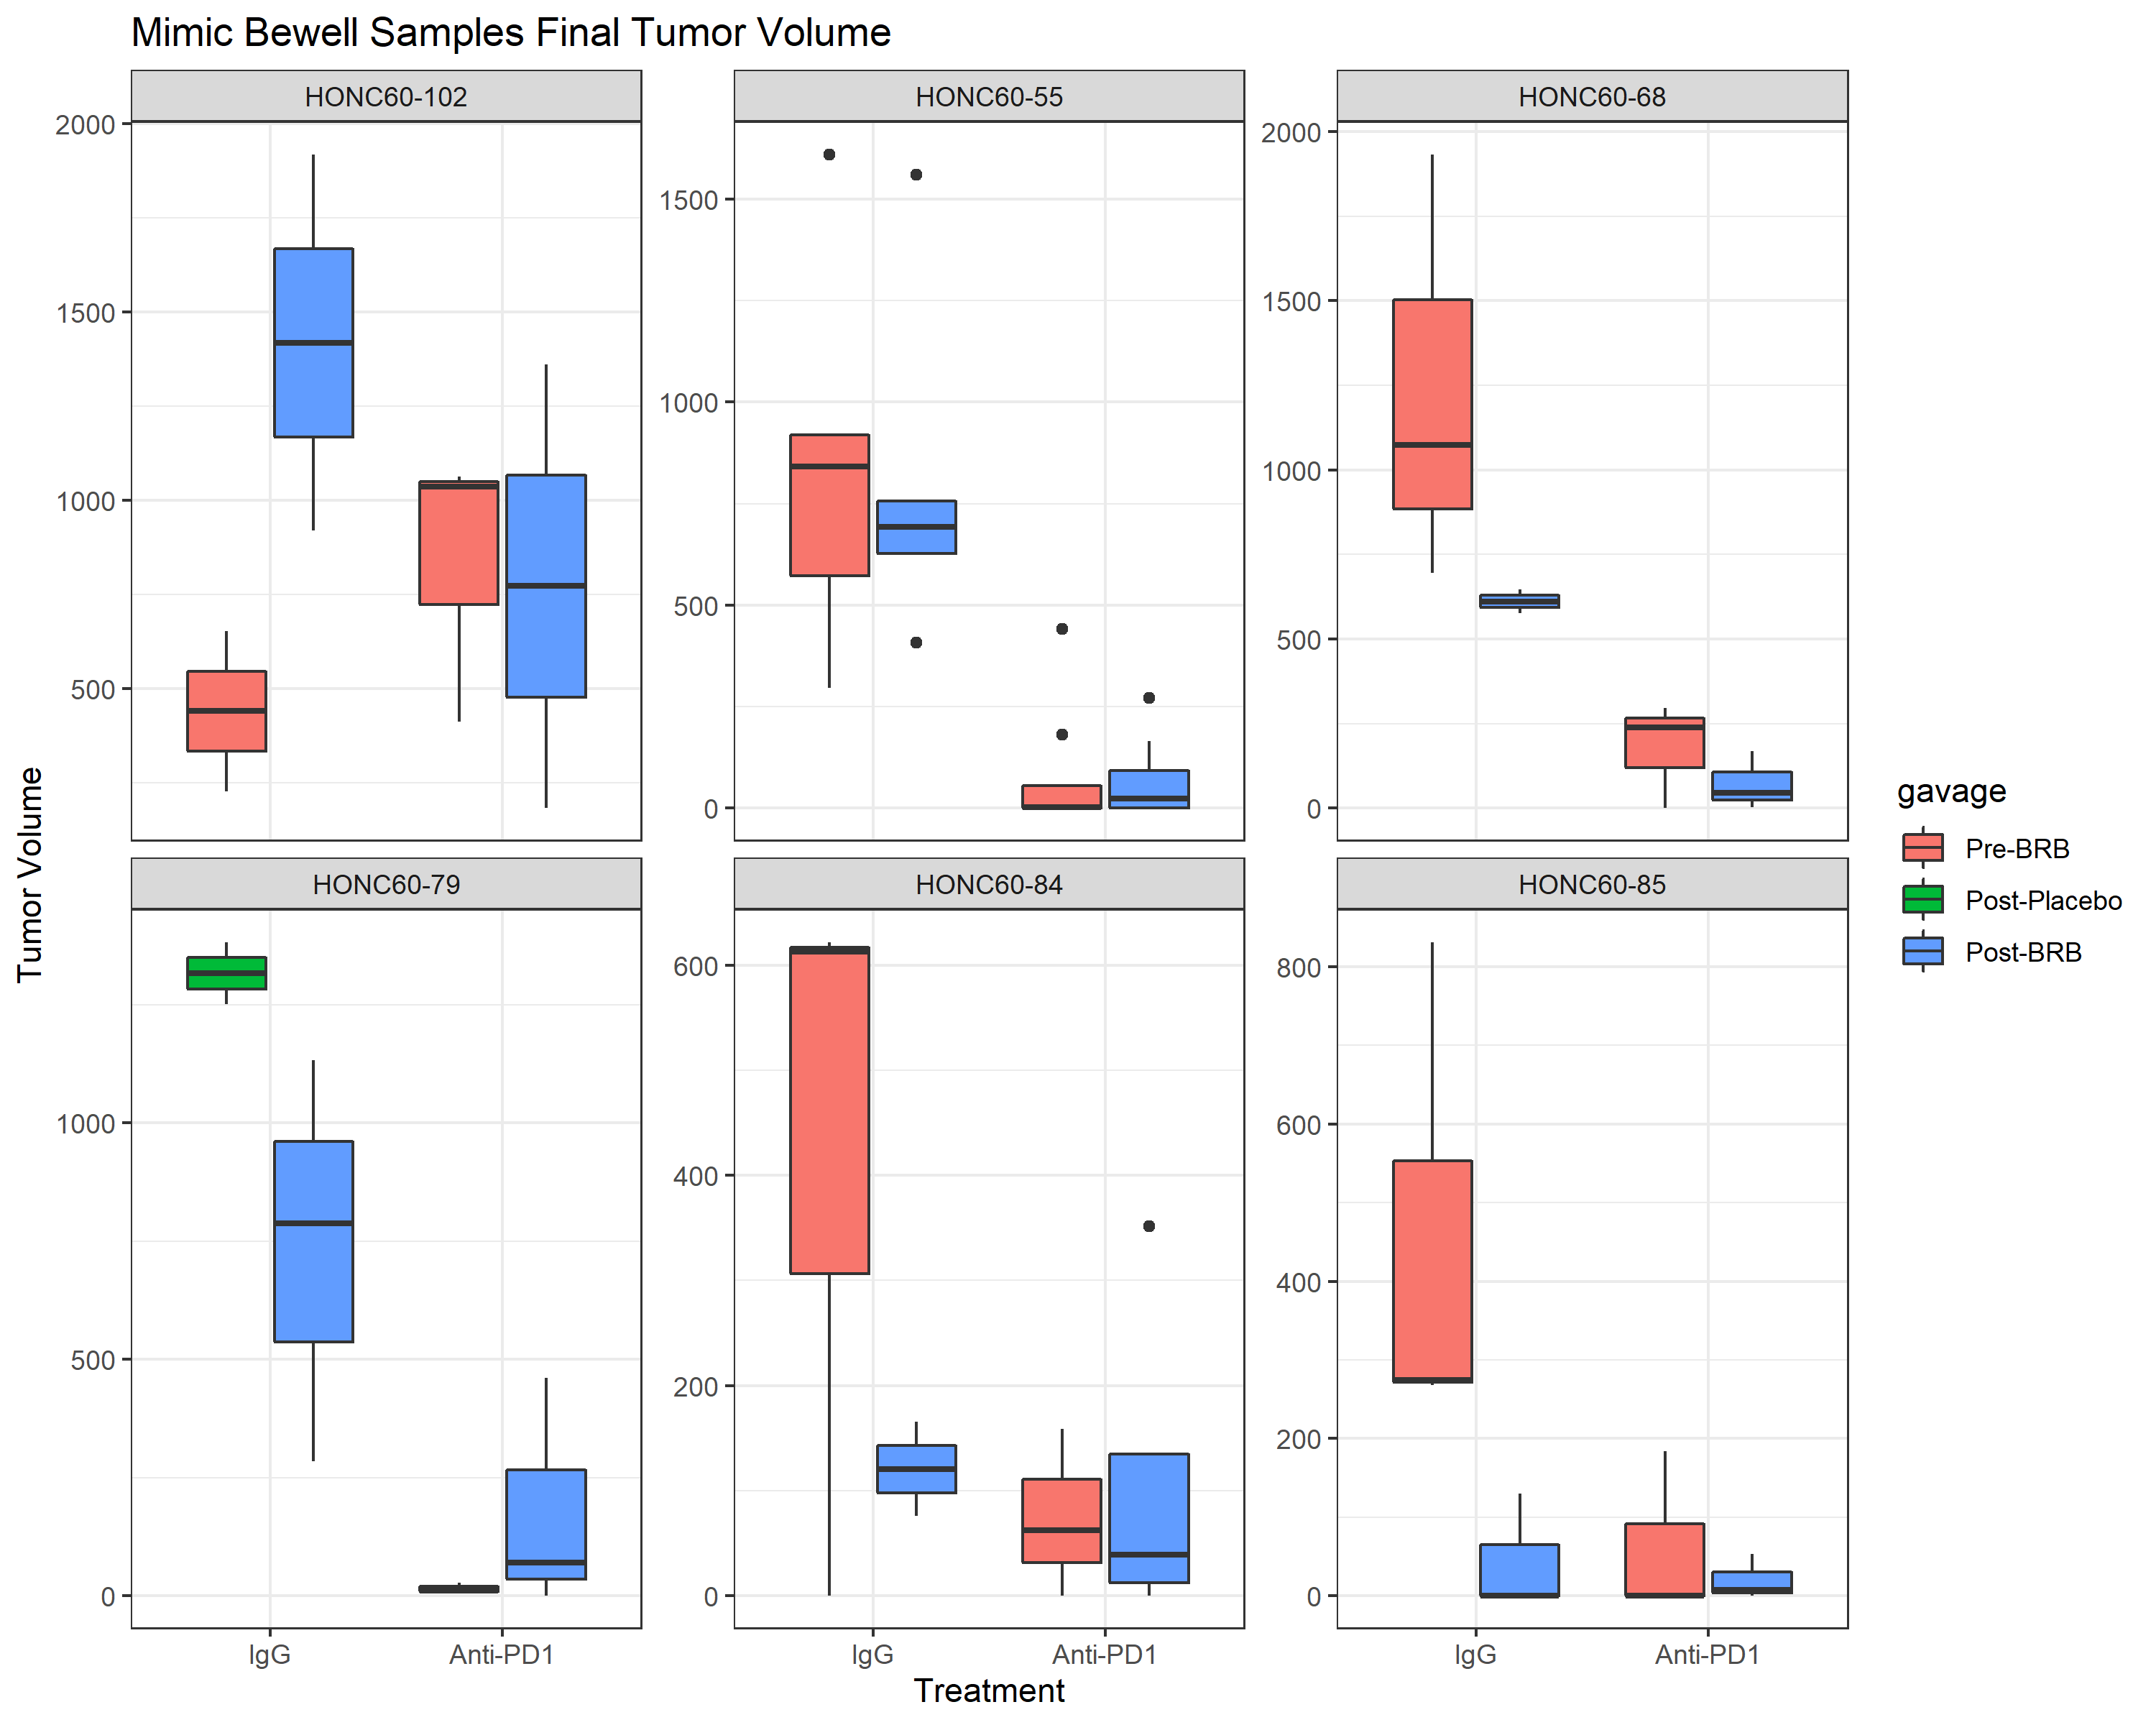 Mimic Bewell Samples Final Tumor Volume
HONC60-102
HONC60-55
HONC60-68
2000
1500
1000
500
1500
1000
500
0
2000
1500
1000
500
0
HONC60-79
HONC60-84
HONC60-85
1000
500
0
600
400
200
0
800
600
400
200
0
IgG
Anti-PD1
IgG
Anti-PD1
IgG
Anti-PD1
Treatment
Tumor Volume
gavage
Pre-BRB
Post-Placebo
Post-BRB